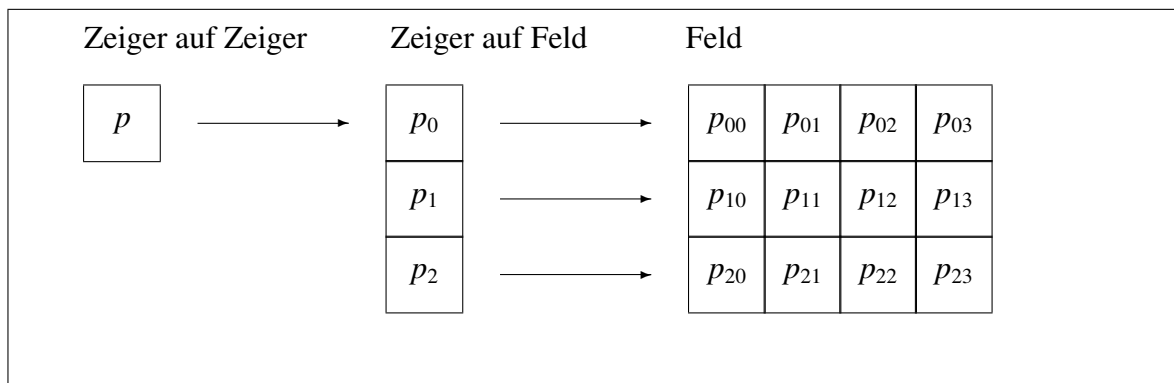 Zeiger auf Zeiger Zeiger auf Feld Feld
p p₀ p₀₀ p₀₁ p₀₂ p₀₃
p₁ p₁₀ p₁₁ p₁₂ p₁₃
p₂ p₂₀ p₂₁ p₂₂ p₂₃